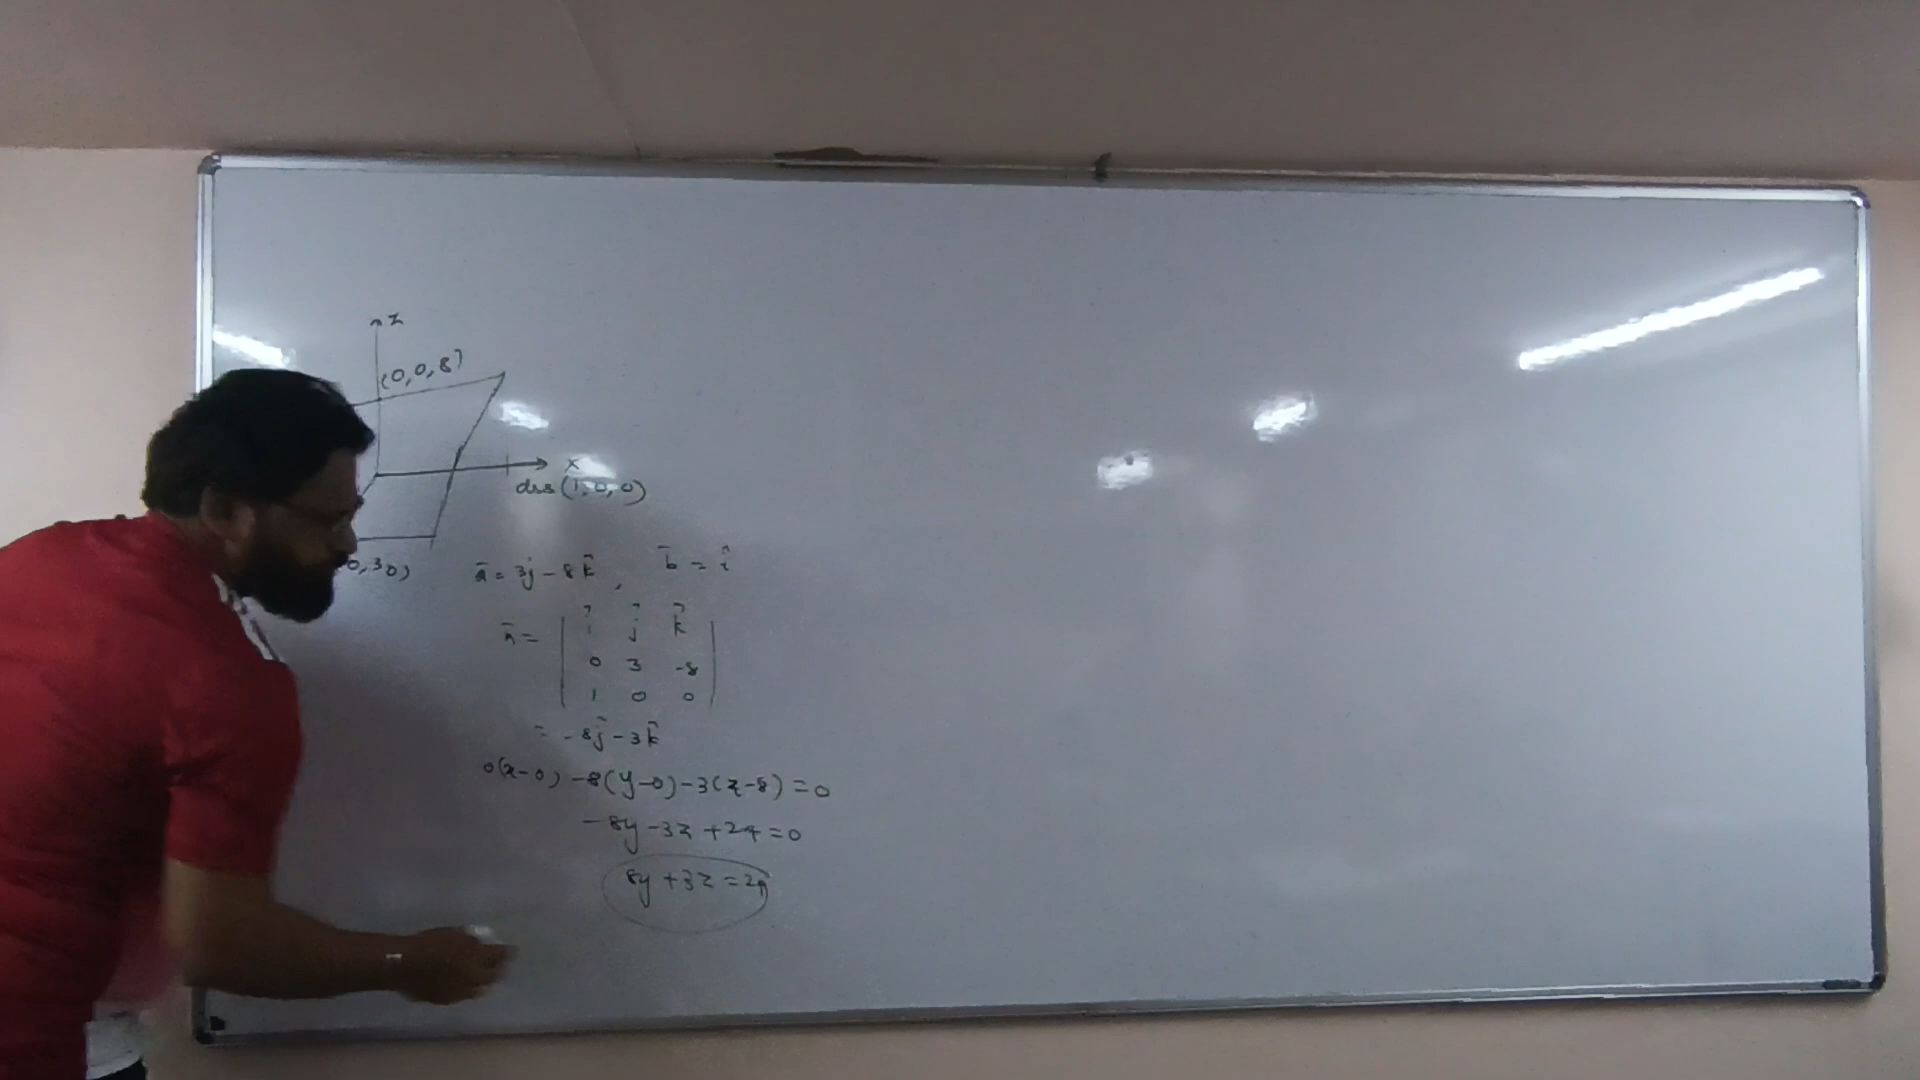 z
(0,0,8)
x
drs (1,0,0)
0,3 0)
ā = 3ĵ - 8k̂ , b̄ = î
n̄ = | î ĵ k̂ |
0 3 -8
1 0 0
= -8ĵ - 3k̂
0(x-0) -8(y-0) -3(z-8) = 0
-8y -3z +24 = 0
8y +3z = 24